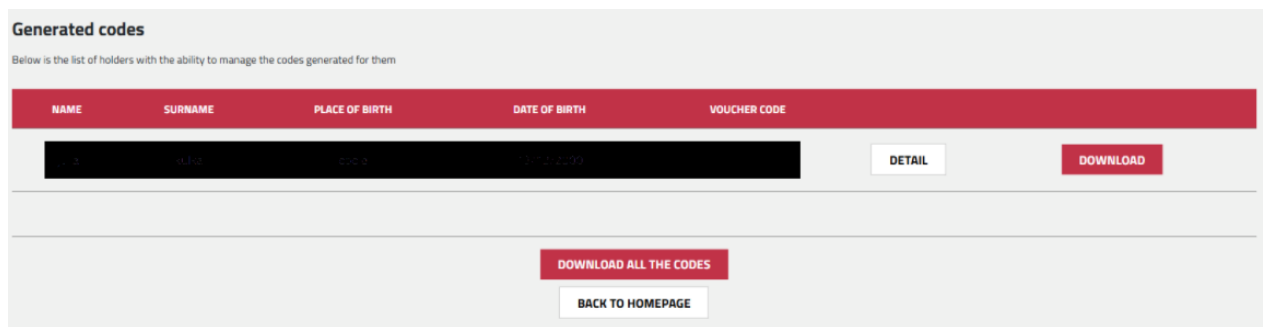 Generated codes
Below is the list of holders with the ability to manage the codes generated for them
NAME SURNAME PLACE OF BIRTH DATE OF BIRTH VOUCHER CODE
DETAIL DOWNLOAD
DOWNLOAD ALL THE CODES
BACK TO HOMEPAGE